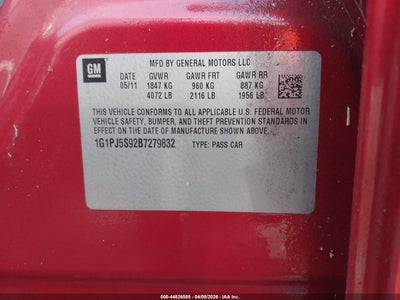 GM
MFD BY GENERAL MOTORS LLC
DATE GVWR GAWR FRT GAWR RR
05/11 1847 KG 960 KG 887 KG
4072 LB 2116 LB 1956 LB
THIS VEHICLE CONFORMS TO ALL APPLICABLE U.S. FEDERAL MOTOR
VEHICLE SAFETY, BUMPER, AND THEFT PREVENTION STANDARDS IN
EFFECT ON THE DATE OF MANUFACTURE SHOWN ABOVE.
1G1PJ5S92B7279832 TYPE: PASS CAR
000-44826585 - 04/09/2026 - www.iaai.com